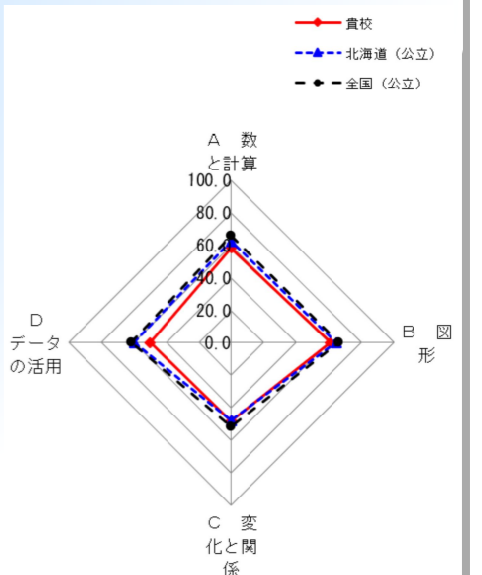 貴校
北海道（公立）
全国（公立）
A　数
と計算
100.0
80.0
60.0
40.0
20.0
0.0
D
データ
の活用
B　図
形
C　変
化と関
係